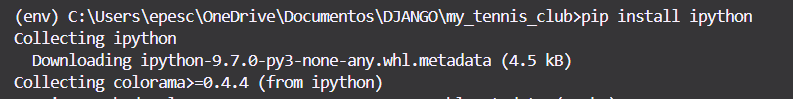 (env) C:\Users\epesc\OneDrive\Documentos\DJANGO\my_tennis_club>pip install ipython
Collecting ipython
  Downloading ipython-9.7.0-py3-none-any.whl.metadata (4.5 kB)
Collecting colorama>=0.4.4 (from ipython)